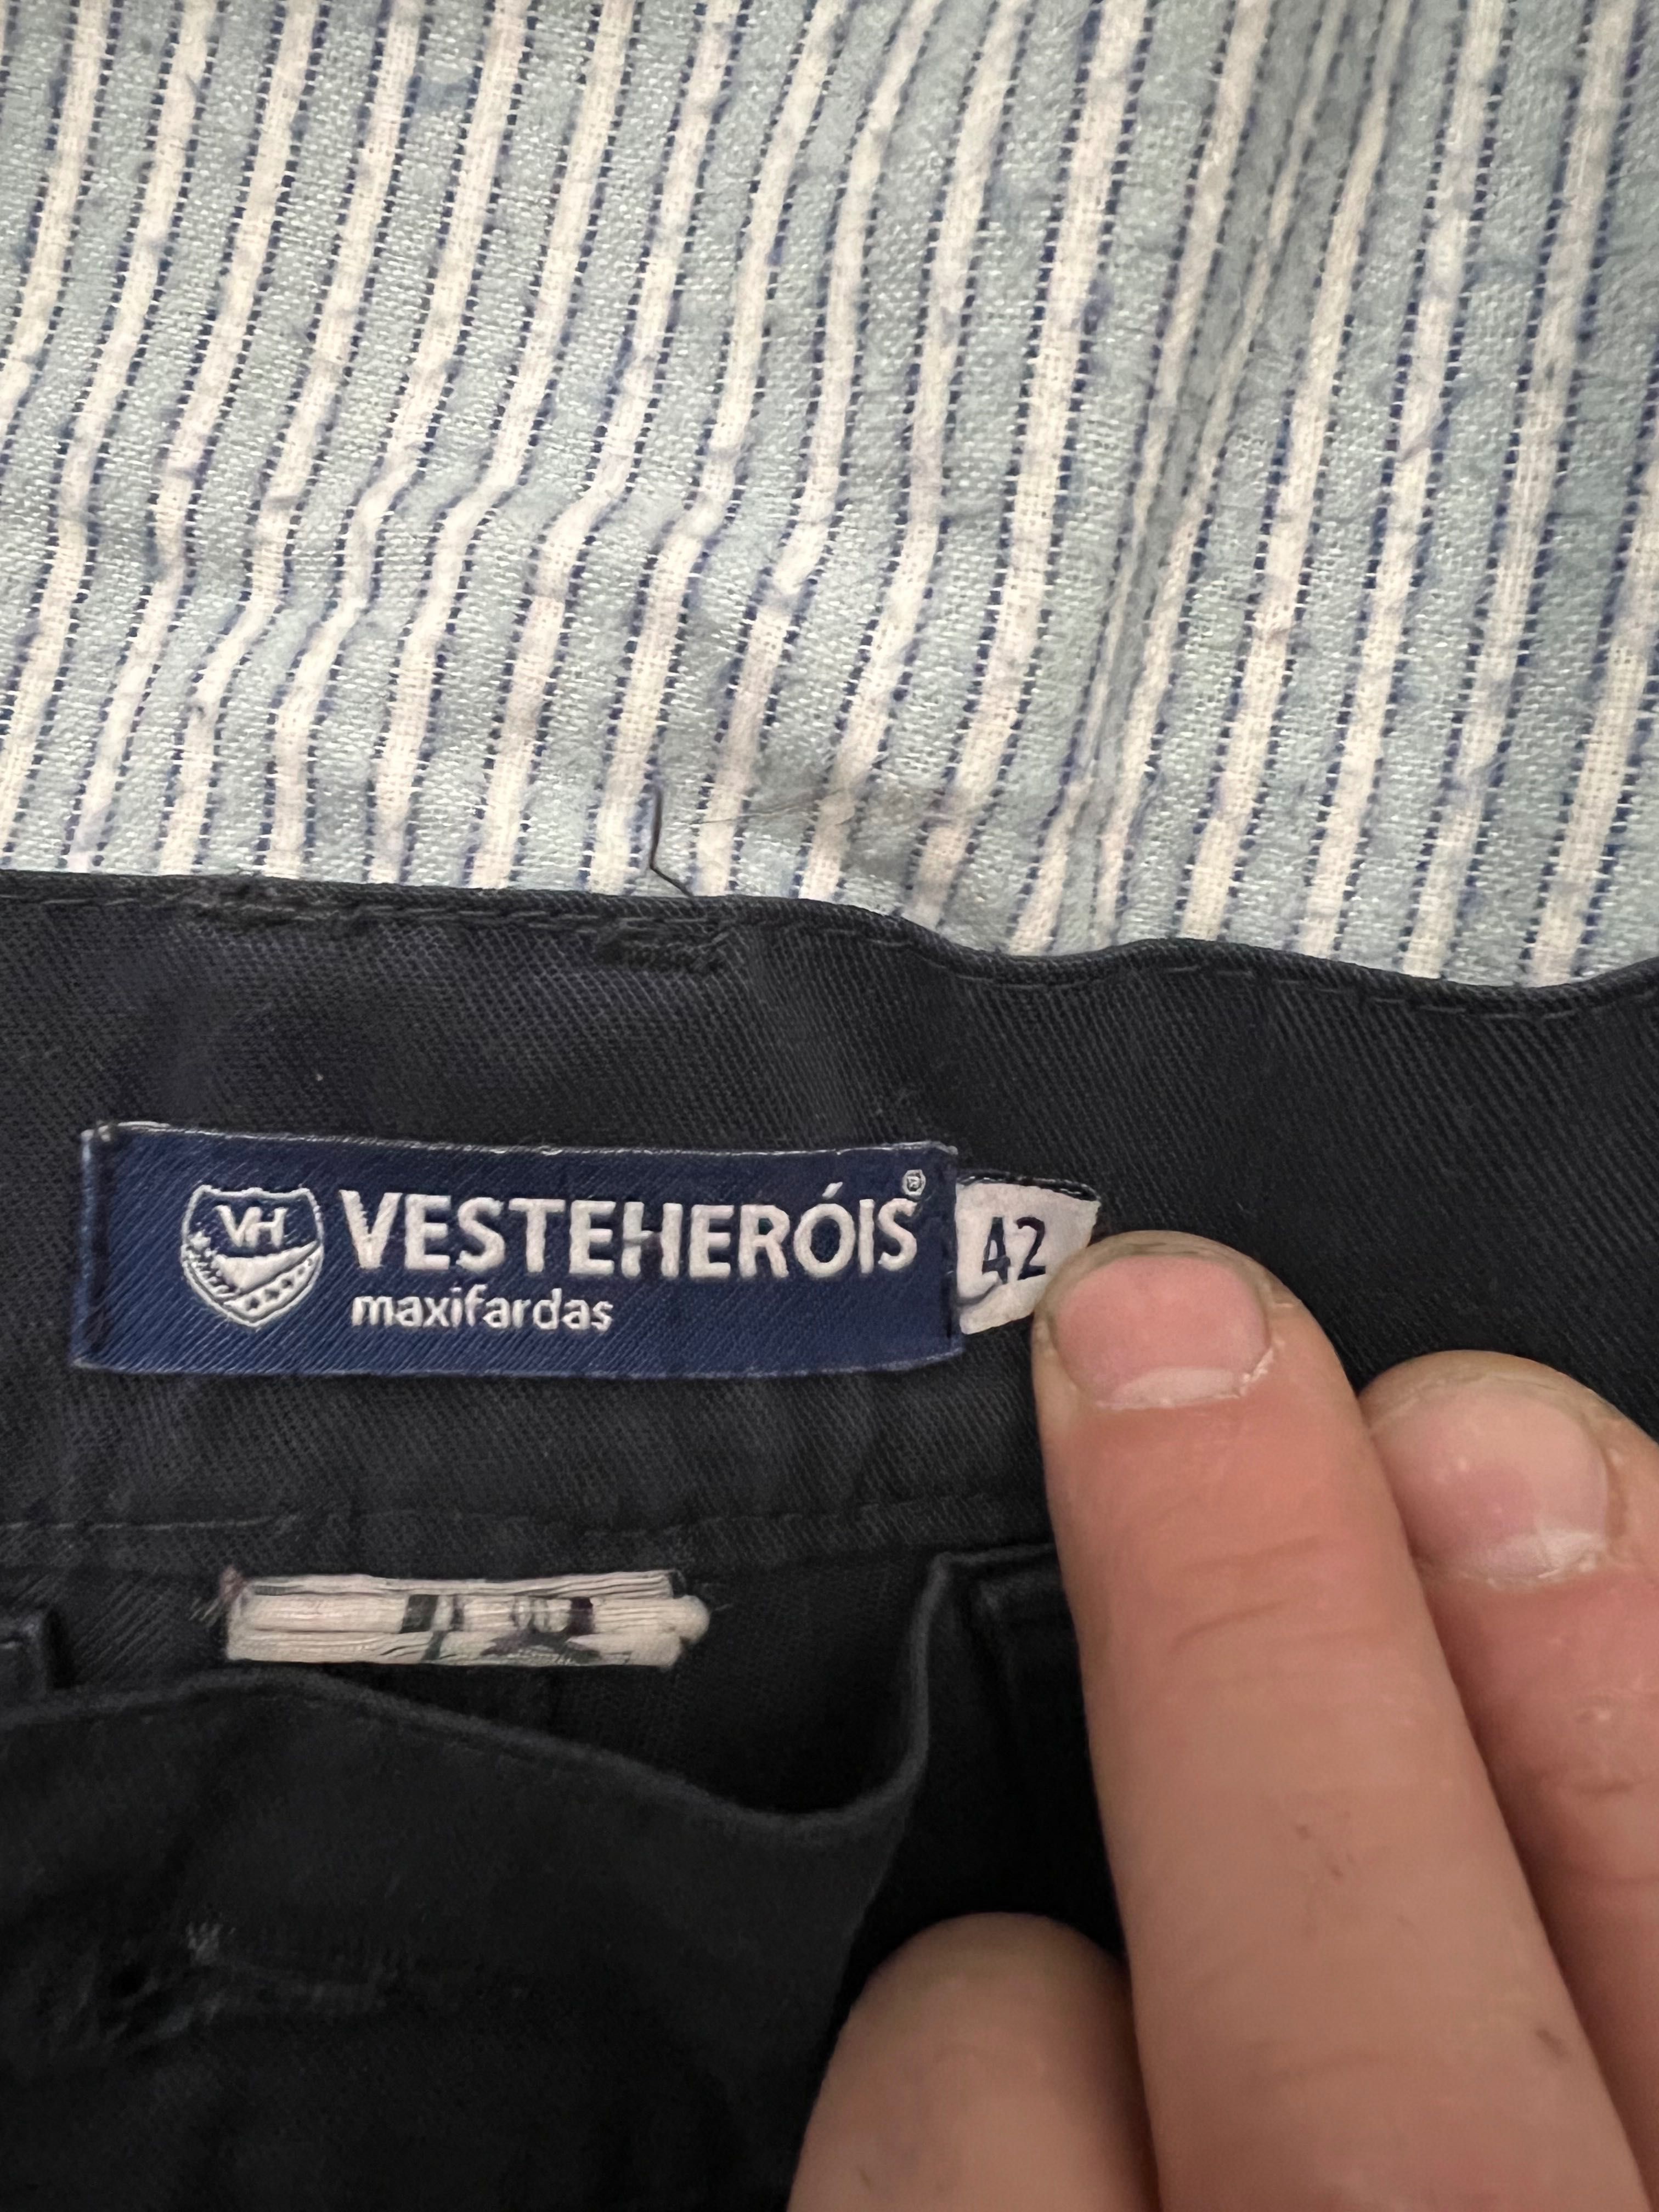 VH VESTEHERÓIS®
maxifardas
42